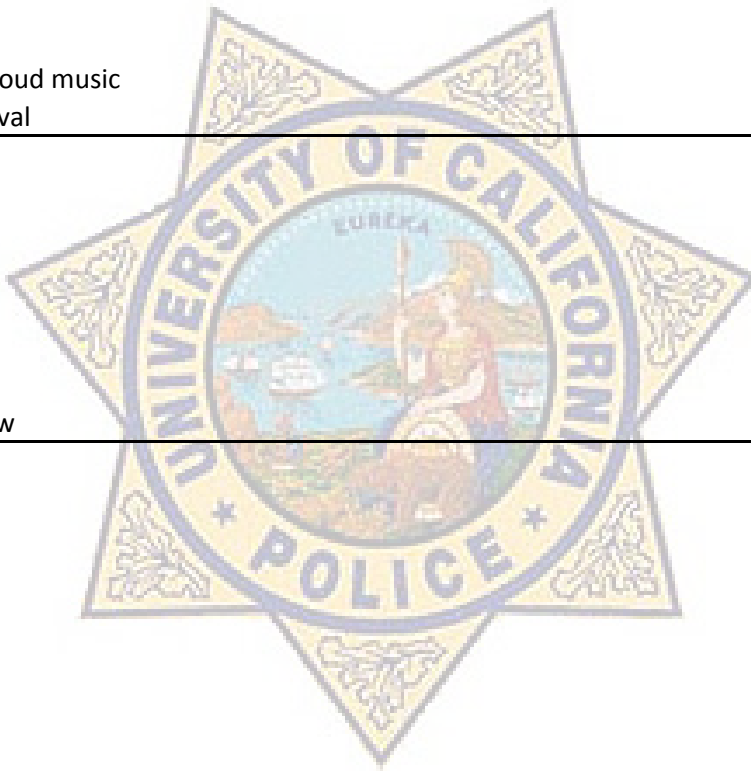 oud music
val
UNIVERSITY OF CALIFORNIA
EUREKA
w
* POLICE *